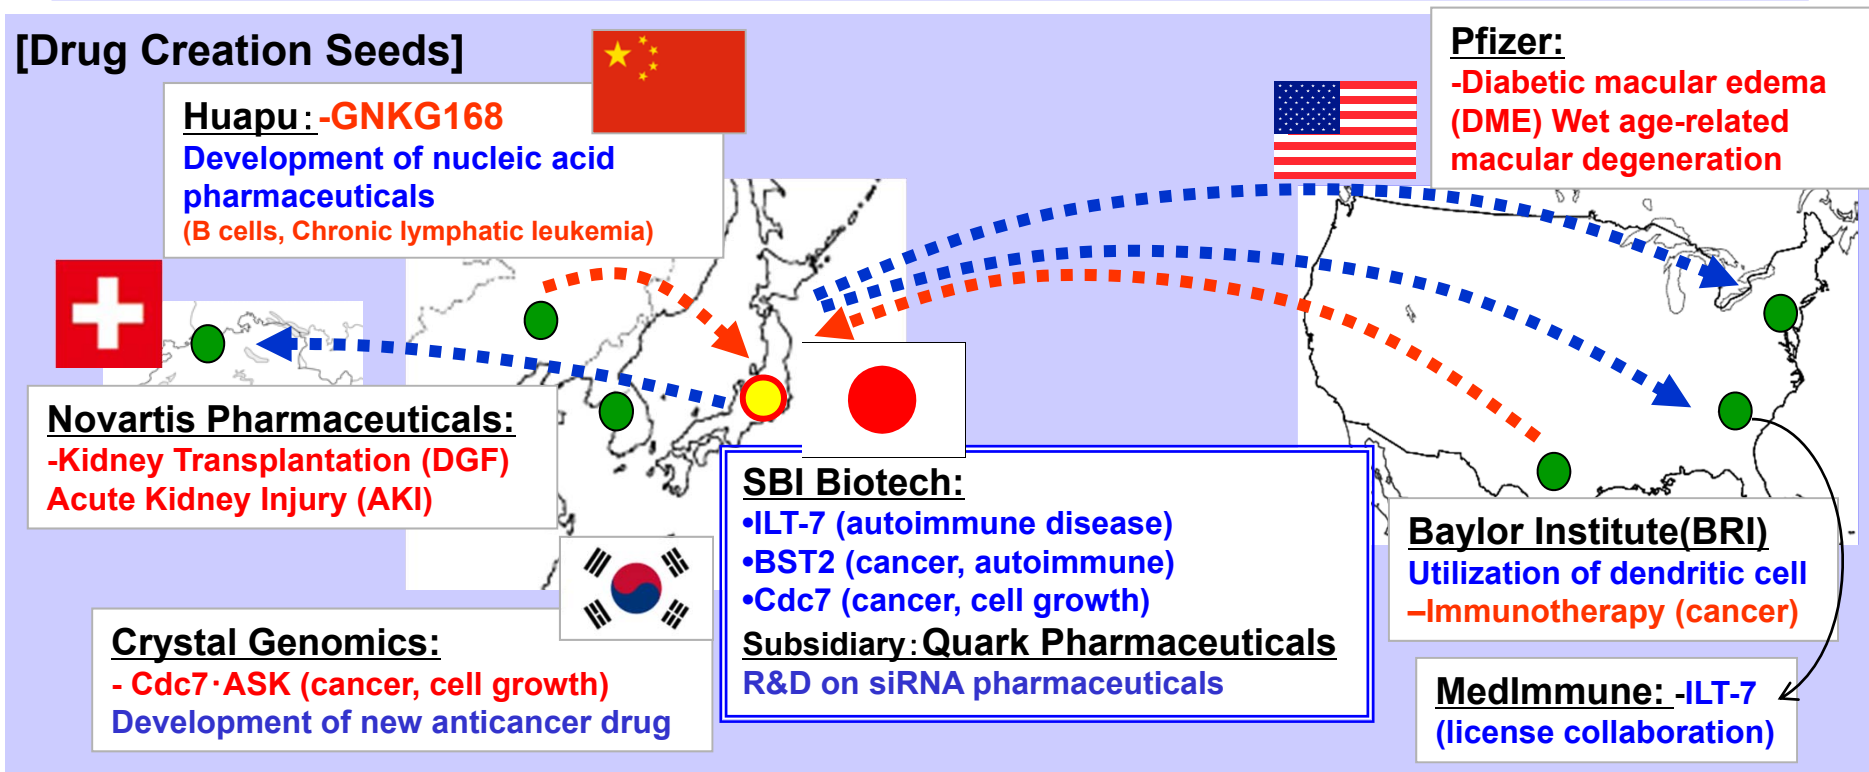 [Drug Creation Seeds]
Huapu: -GNKG168
Development of nucleic acid
pharmaceuticals
(B cells, Chronic lymphatic leukemia)
Pfizer:
-Diabetic macular edema
(DME) Wet age-related
macular degeneration
Novartis Pharmaceuticals:
-Kidney Transplantation (DGF)
Acute Kidney Injury (AKI)
SBI Biotech:
•ILT-7 (autoimmune disease)
•BST2 (cancer, autoimmune)
•Cdc7 (cancer, cell growth)
Subsidiary: Quark Pharmaceuticals
R&D on siRNA pharmaceuticals
Baylor Institute(BRI)
Utilization of dendritic cell
–Immunotherapy (cancer)
Crystal Genomics:
- Cdc7･ASK (cancer, cell growth)
Development of new anticancer drug
MedImmune: -ILT-7
(license collaboration)